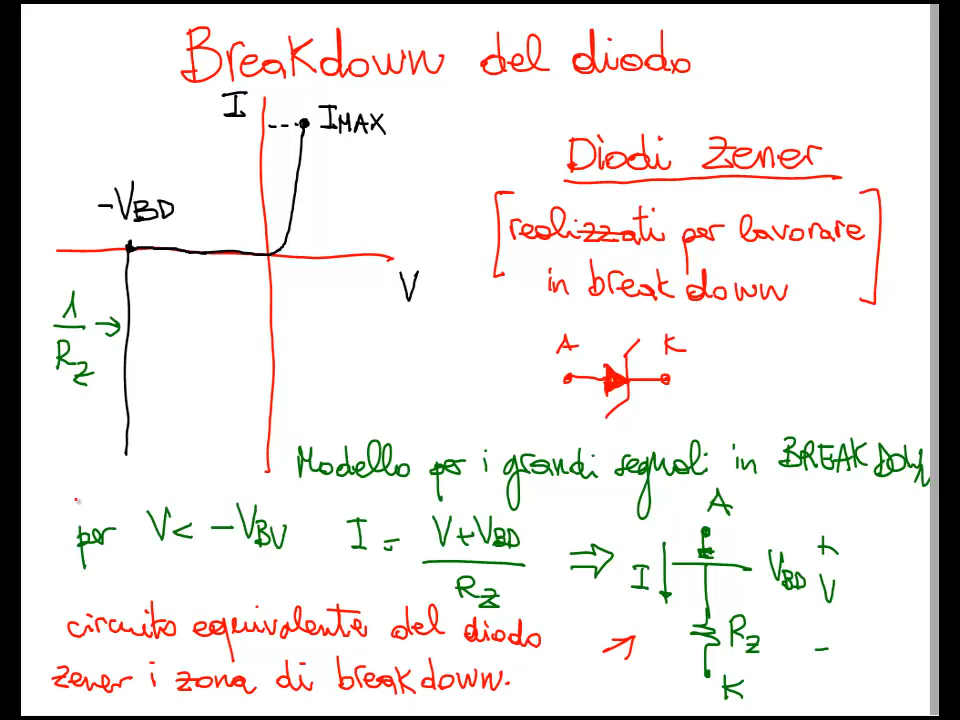 Breakdown del diodo
I
IMAX
-VBD
V
1
RZ
Diodi Zener
[realizzati per lavorare
in breakdown]
A K
Modello per i grandi segnali in BREAKDOWN
per V < -VBV I = V+VBD
RZ
⇒
A
I
VBD
+
V
-
RZ
K
circuito equivalente del diodo
zener i zona di breakdown.